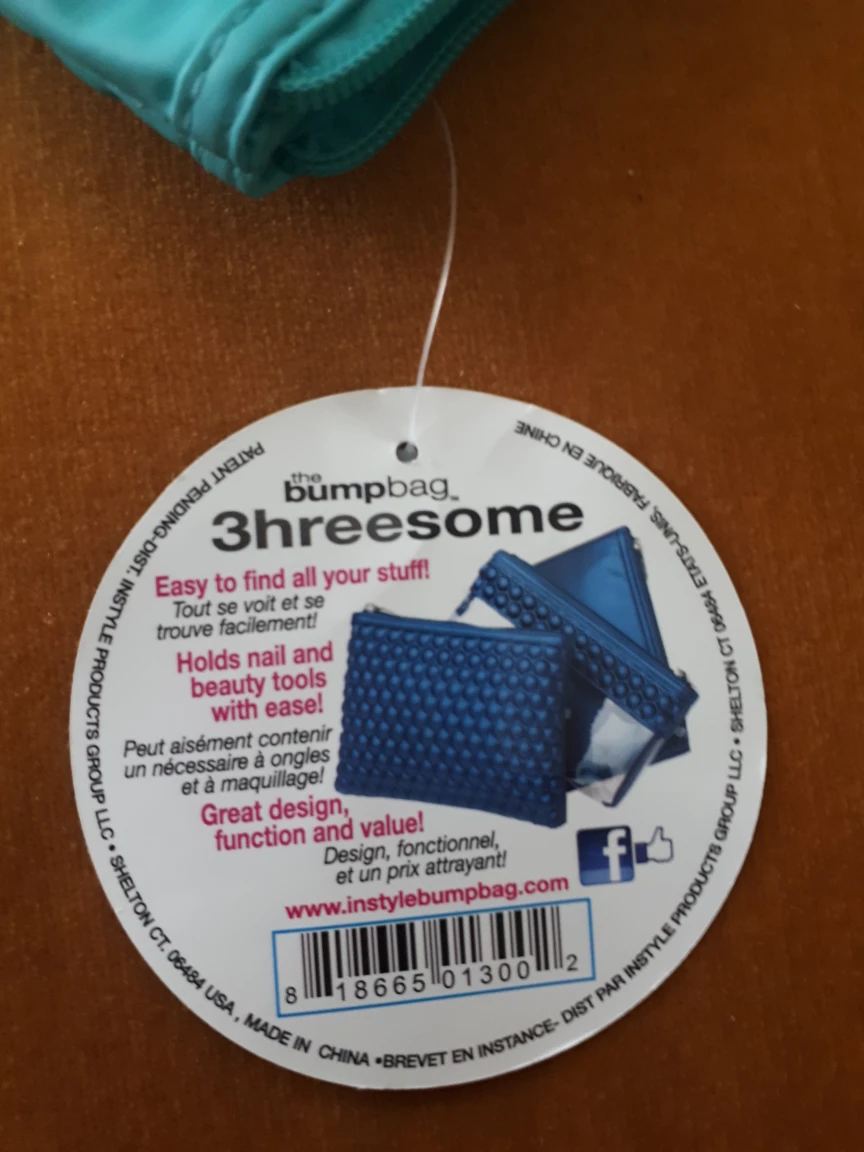 the
bumpbag™
3hreesome
Easy to find all your stuff!
Tout se voit et se
trouve facilement!
Holds nail and
beauty tools
with ease!
Peut aisément contenir
un nécessaire à ongles
et à maquillage!
Great design,
function and value!
Design, fonctionnel,
et un prix attrayant!
f
www.instylebumpbag.com
8 18665 01300 2
PATENT PENDING-DIST. INSTYLE PRODUCTS GROUP LLC • SHELTON CT. 06484 USA , MADE IN CHINA •BREVET EN INSTANCE- DIST PAR INSTYLE PRODUCTS GROUP LLC • SHELTON CT 06484 ETATS-UNIS, FABRIQUE EN CHINE